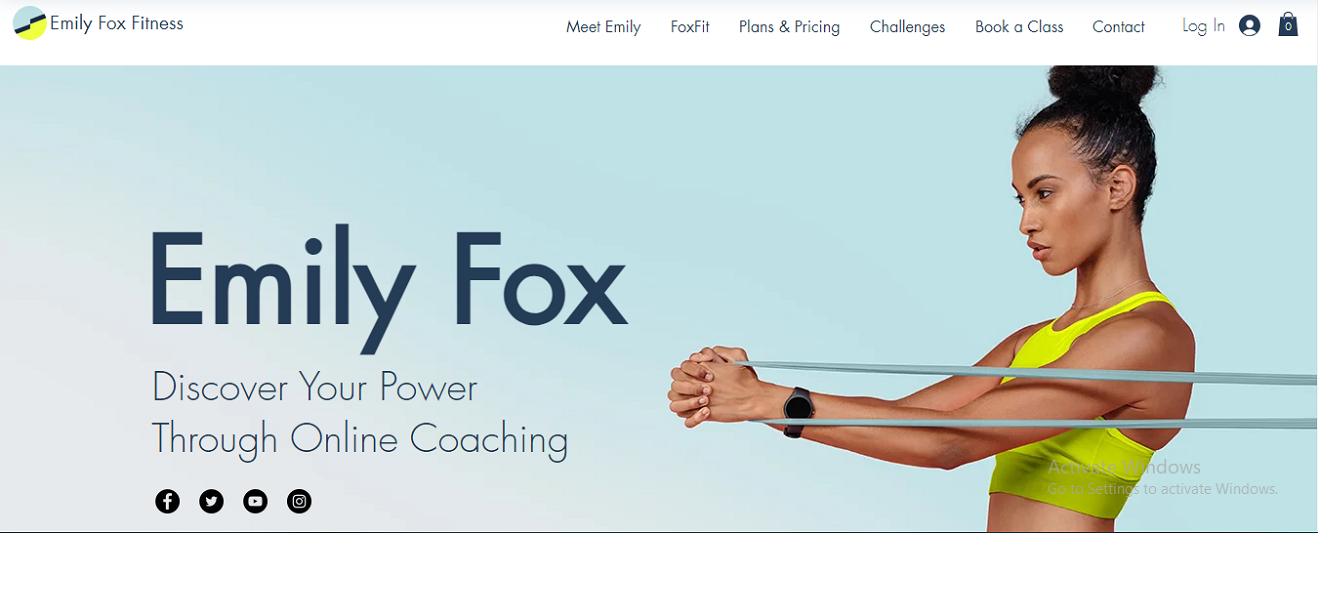 Emily Fox Fitness
Meet Emily FoxFit Plans & Pricing Challenges Book a Class Contact Log In 0
Emily Fox
Discover Your Power
Through Online Coaching
Activate Windows
Go to Settings to activate Windows.